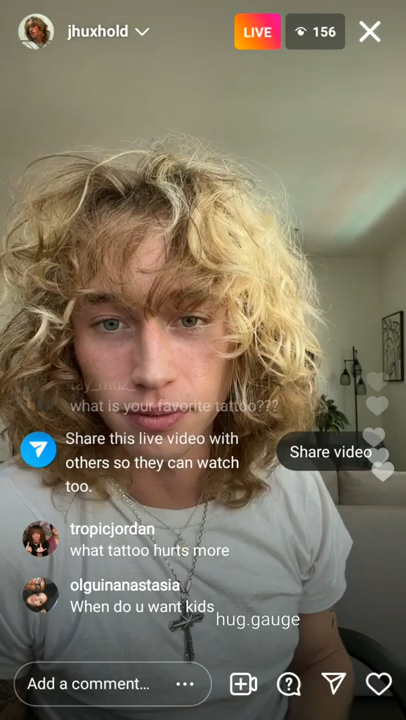 jhuxhold
LIVE
156
what is your favorite tattoo???
Share this live video with
others so they can watch
too.
Share video
tropicjordan
what tattoo hurts more
olguinanastasia
When do u want kids
hug.gauge
Add a comment...